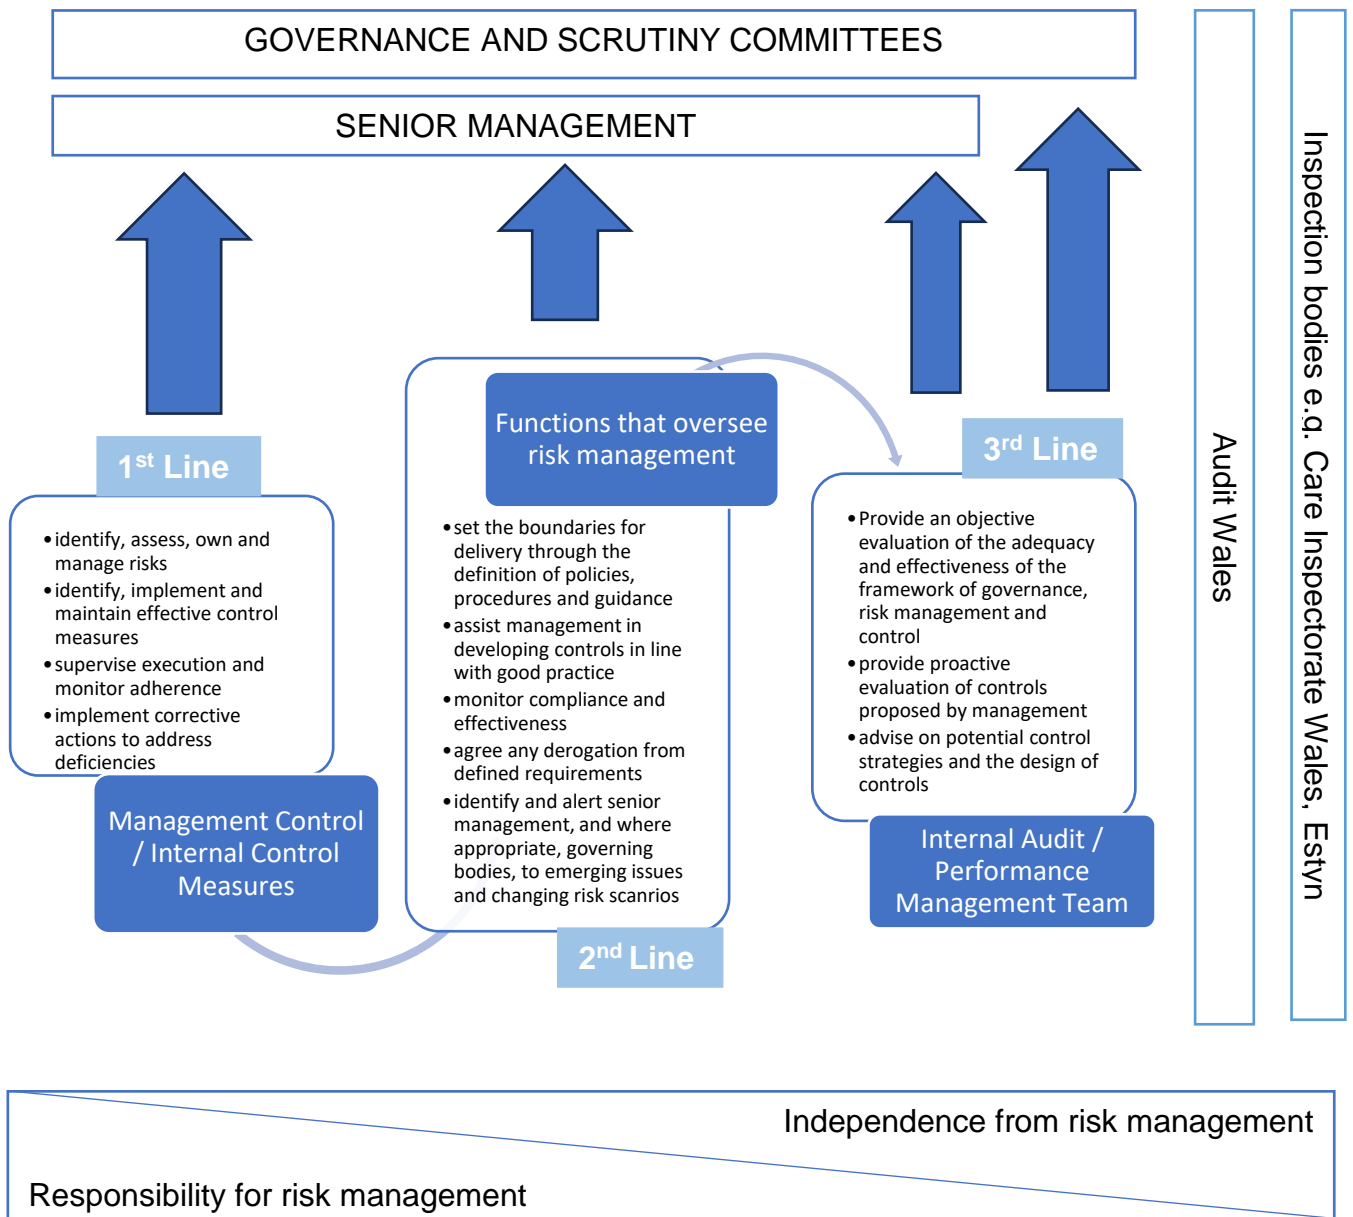 GOVERNANCE AND SCRUTINY COMMITTEES
SENIOR MANAGEMENT
1st Line
•identify, assess, own and
manage risks
•identify, implement and
maintain effective control
measures
•supervise execution and
monitor adherence
•implement corrective
actions to address
deficiencies
Management Control
/ Internal Control
Measures
Functions that oversee
risk management
•set the boundaries for
delivery through the
definition of policies,
procedures and guidance
•assist management in
developing controls in line
with good practice
•monitor compliance and
effectiveness
•agree any derogation from
defined requirements
•identify and alert senior
management, and where
appropriate, governing
bodies, to emerging issues
and changing risk scanrios
2nd Line
3rd Line
•Provide an objective
evaluation of the adequacy
and effectiveness of the
framework of governance,
risk management and
control
•provide proactive
evaluation of controls
proposed by management
•advise on potential control
strategies and the design of
controls
Internal Audit /
Performance
Management Team
Audit Wales
Inspection bodies e.g. Care Inspectorate Wales, Estyn
Independence from risk management
Responsibility for risk management